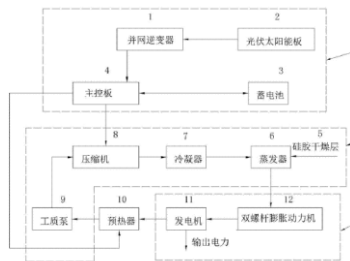 1
2
并网逆变器
光伏太阳能板
4
3
主控板
蓄电池
8
7
6
5
硅胶干燥层
压缩机
冷凝器
蒸发器
9
10
11
12
工质泵
预热器
发电机
双螺杆膨胀动力机
输出电力